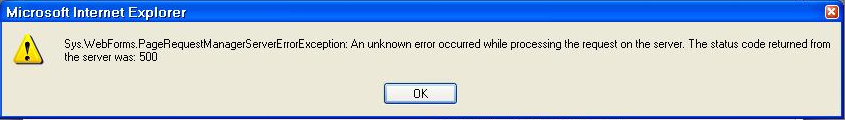 Microsoft Internet Explorer
Sys.WebForms.PageRequestManagerServerErrorException: An unknown error occurred while processing the request on the server. The status code returned from
the server was: 500
OK